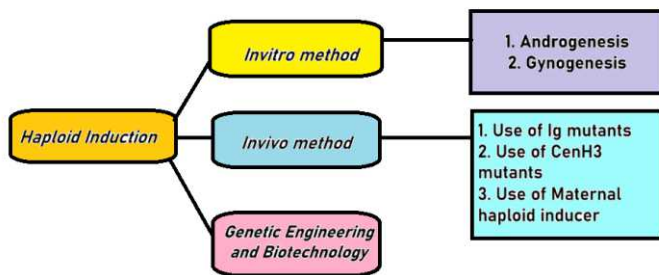 Haploid Induction
Invitro method
1. Androgenesis
2. Gynogenesis
Invivo method
1. Use of Ig mutants
2. Use of CenH3
mutants
3. Use of Maternal
haploid inducer
Genetic Engineering
and Biotechnology